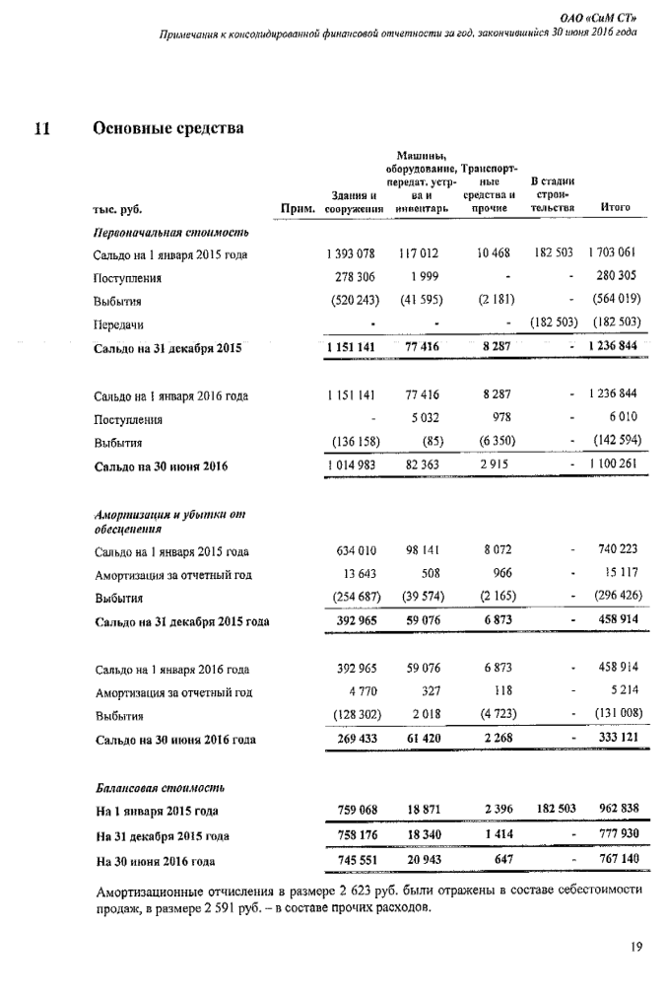 ОАО «СиМ СТ»
Примечания к консолидированной финансовой отчетности за год, закончившийся 30 июня 2016 года
11 Основные средства
тыс. руб. Прим. Здания и сооружения Машины, оборудование, передат. устр-ва и инвентарь Транспорт-ные средства и прочие В стадии строи-тельства Итого
Первоначальная стоимость
Сальдо на 1 января 2015 года 1 393 078 117 012 10 468 182 503 1 703 061
Поступления 278 306 1 999 - - 280 305
Выбытия (520 243) (41 595) (2 181) - (564 019)
Передачи - - - (182 503) (182 503)
Сальдо на 31 декабря 2015 1 151 141 77 416 8 287 - 1 236 844
Сальдо на 1 января 2016 года 1 151 141 77 416 8 287 - 1 236 844
Поступления - 5 032 978 - 6 010
Выбытия (136 158) (85) (6 350) - (142 594)
Сальдо на 30 июня 2016 1 014 983 82 363 2 915 - 1 100 261
Амортизация и убытки от
обесценения
Сальдо на 1 января 2015 года 634 010 98 141 8 072 - 740 223
Амортизация за отчетный год 13 643 508 966 - 15 117
Выбытия (254 687) (39 574) (2 165) - (296 426)
Сальдо на 31 декабря 2015 года 392 965 59 076 6 873 - 458 914
Сальдо на 1 января 2016 года 392 965 59 076 6 873 - 458 914
Амортизация за отчетный год 4 770 327 118 - 5 214
Выбытия (128 302) 2 018 (4 723) - (131 008)
Сальдо на 30 июня 2016 года 269 433 61 420 2 268 - 333 121
Балансовая стоимость
На 1 января 2015 года 759 068 18 871 2 396 182 503 962 838
На 31 декабря 2015 года 758 176 18 340 1 414 - 777 930
На 30 июня 2016 года 745 551 20 943 647 - 767 140
Амортизационные отчисления в размере 2 623 руб. были отражены в составе себестоимости
продаж, в размере 2 591 руб. – в составе прочих расходов.
19